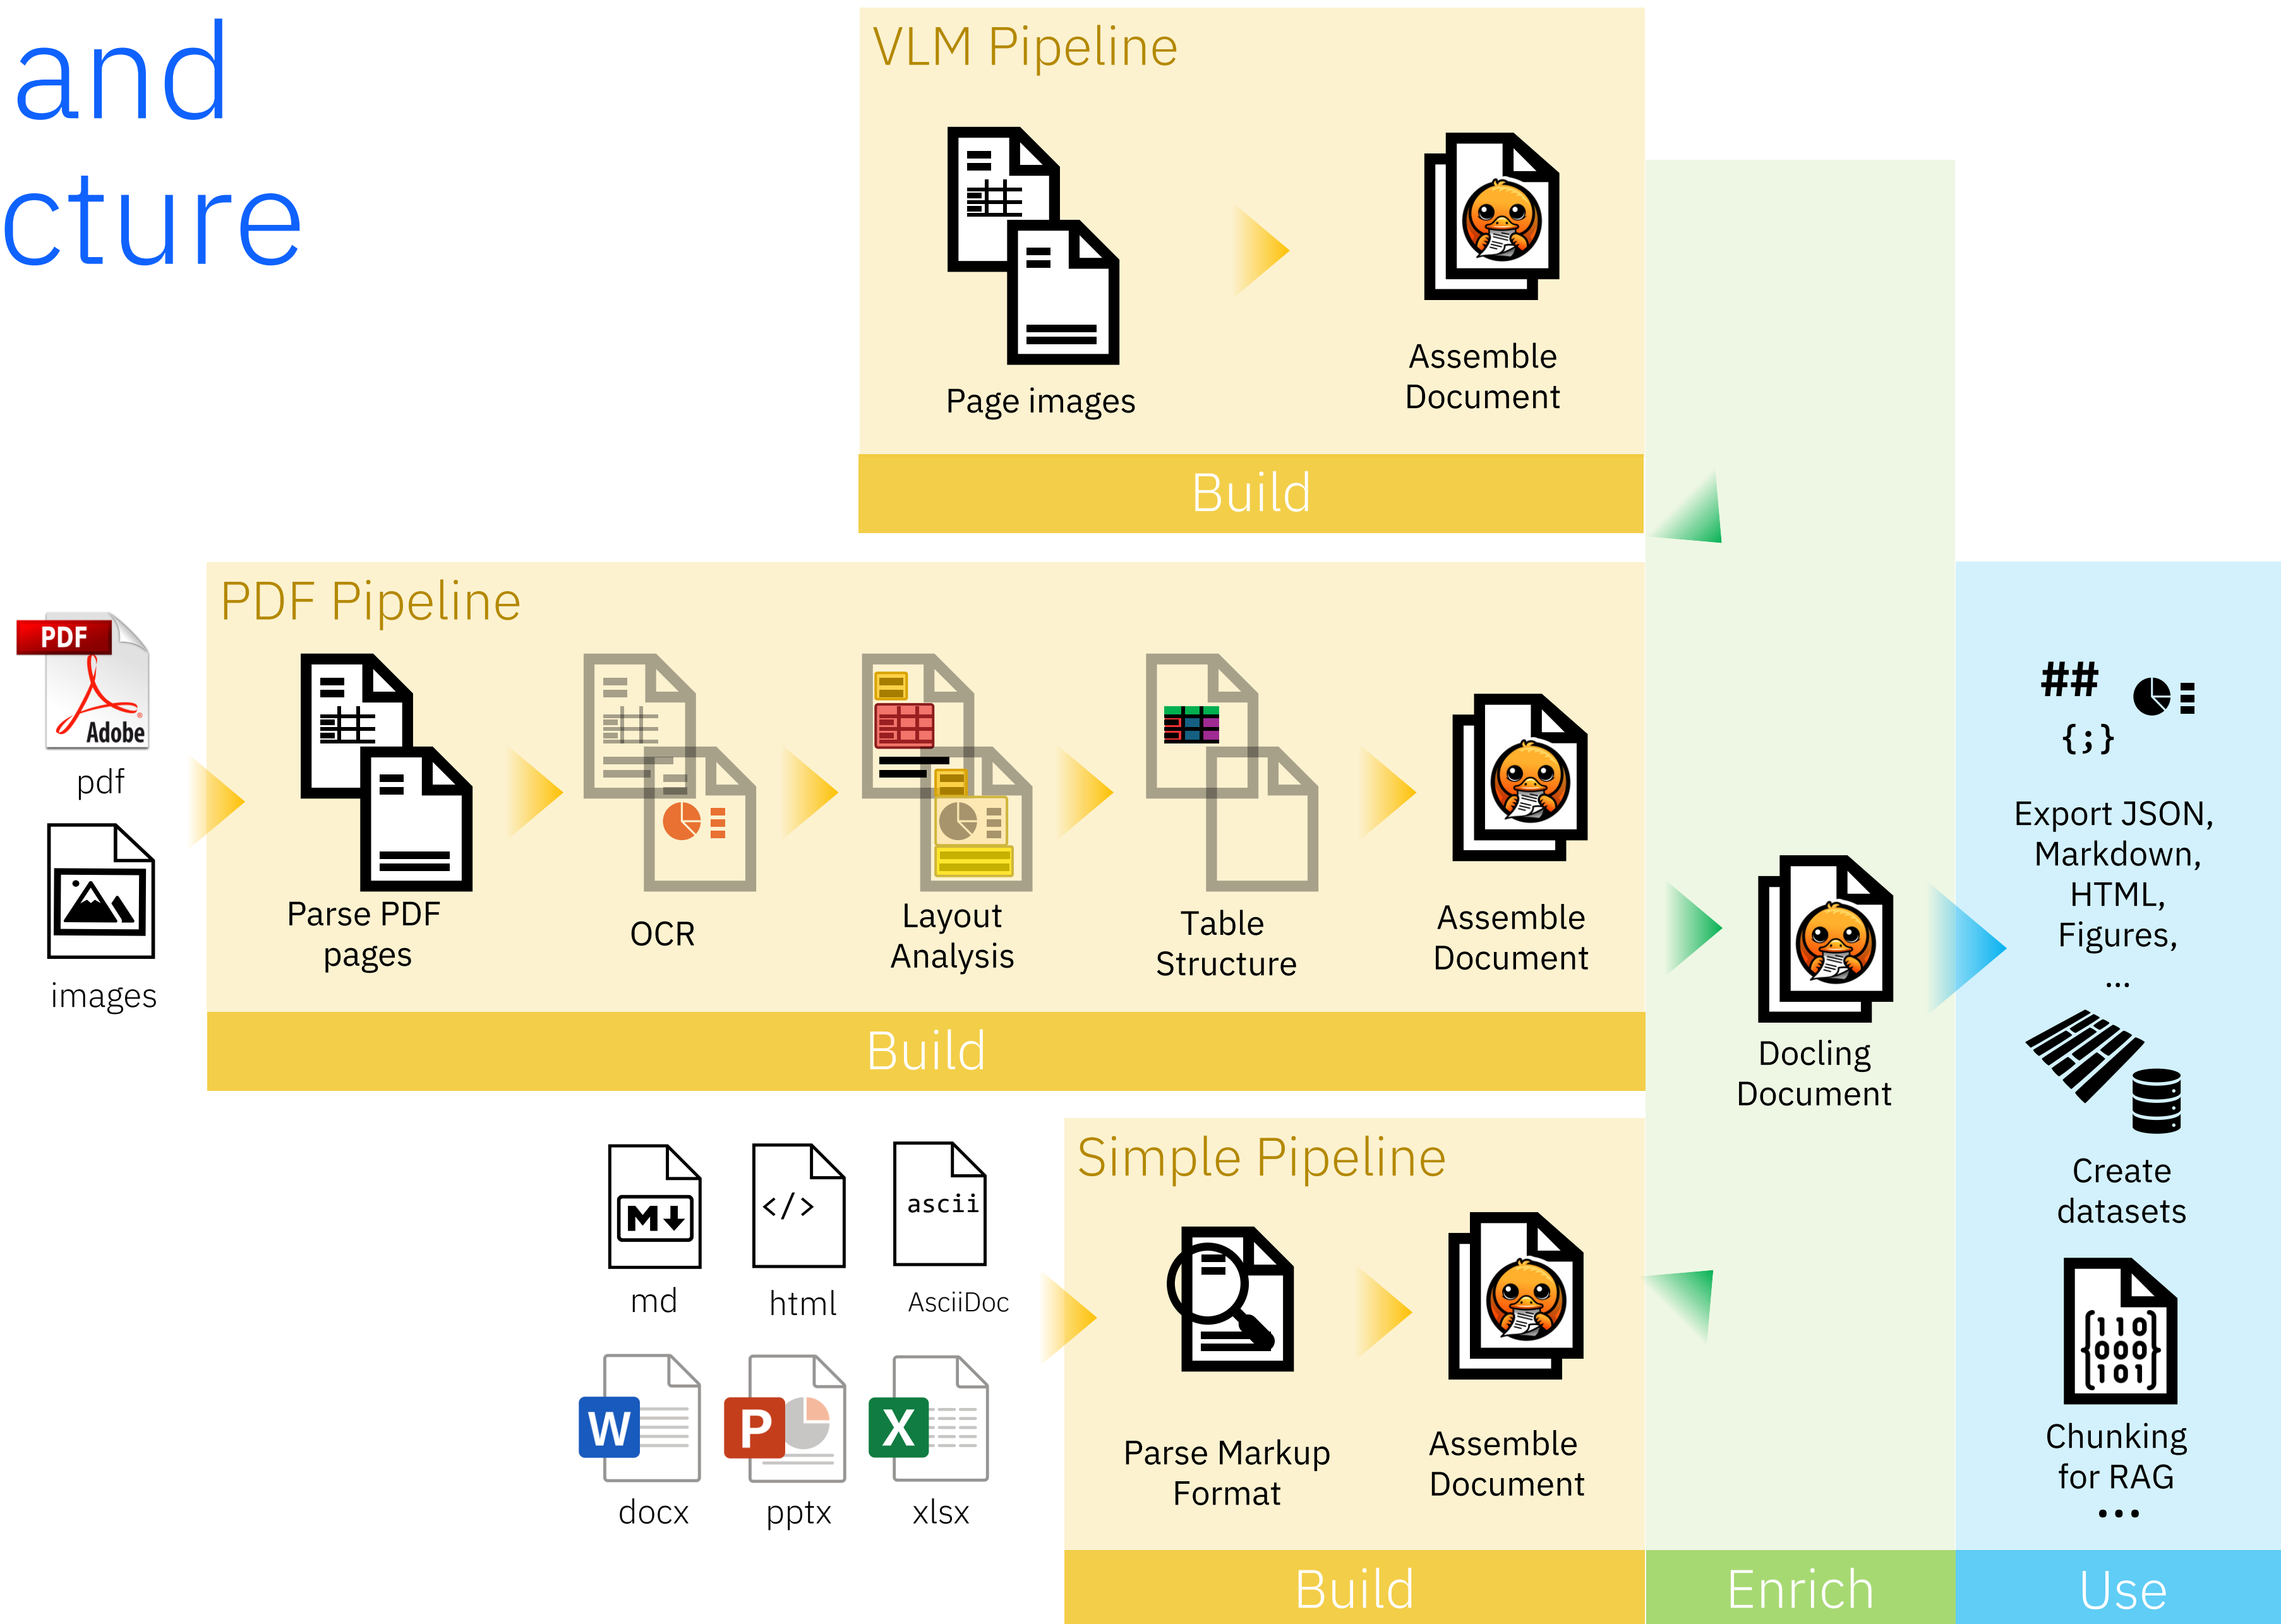 and
cture
VLM Pipeline
Page images
Assemble
Document
Build
PDF Pipeline
PDF
Adobe
pdf
images
Parse PDF
pages
OCR
Layout
Analysis
Table
Structure
Assemble
Document
Build
md
html
ascii
AsciiDoc
W
docx
P
pptx
X
xlsx
M
</>
Simple Pipeline
Parse Markup
Format
Assemble
Document
Build
Docling
Document
Enrich
##
{;}
Export JSON,
Markdown,
HTML,
Figures,
...
Create
datasets
{110
000
101}
Chunking
for RAG
...
Use